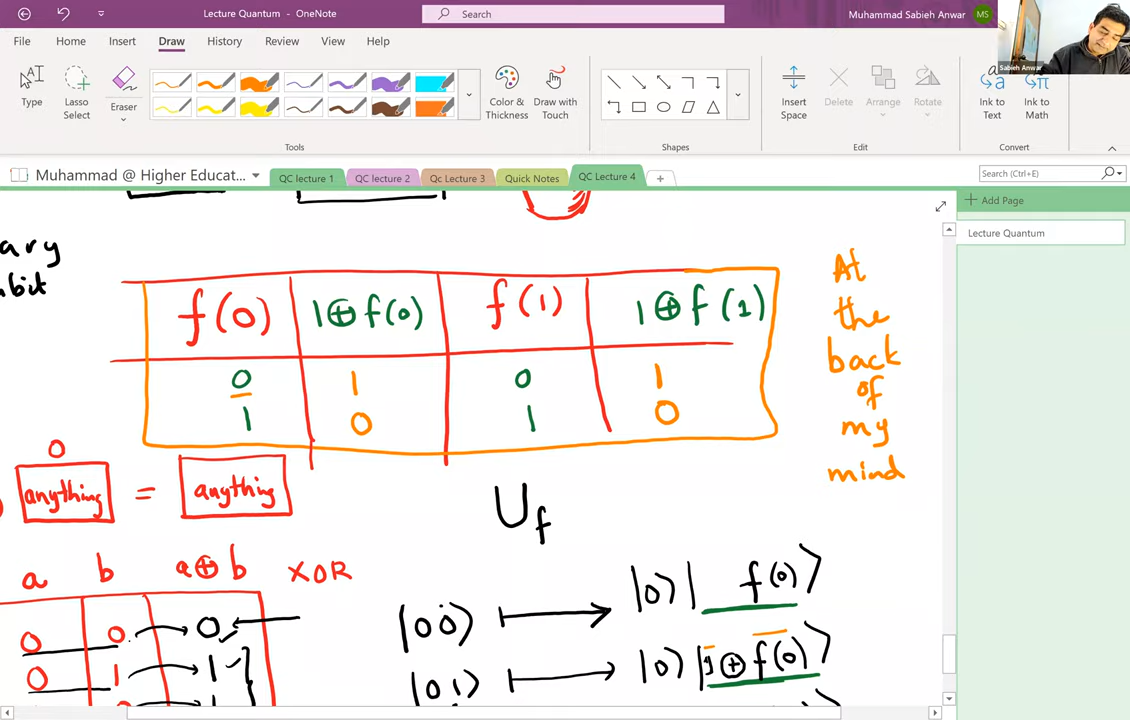 Lecture Quantum - OneNote
Search
Muhammad Sabieh Anwar
MS
File Home Insert Draw History Review View Help
Sabieh Anwar
Type
Lasso Select
Eraser
Color & Thickness
Draw with Touch
Insert Space
Delete
Arrange
Rotate
Ink to Text
Ink to Math
Tools
Shapes
Edit
Convert
Muhammad @ Higher Educat...
QC lecture 1
QC lecture 2
Qc Lecture 3
Quick Notes
QC Lecture 4
Search (Ctrl+E)
Add Page
Lecture Quantum
ary
bit
f(0) 1⊕f(0) f(1) 1⊕f(1)
0 1 0 1
1 0 1 0
At
the
back
of
my
mind
0
anything = anything
U_f
a b a⊕b XOR
0 0 → 0
0 1 → 1
|00⟩ ↦ |0⟩| f(0)⟩
|01⟩ ↦ |0⟩|1⊕f(0)⟩